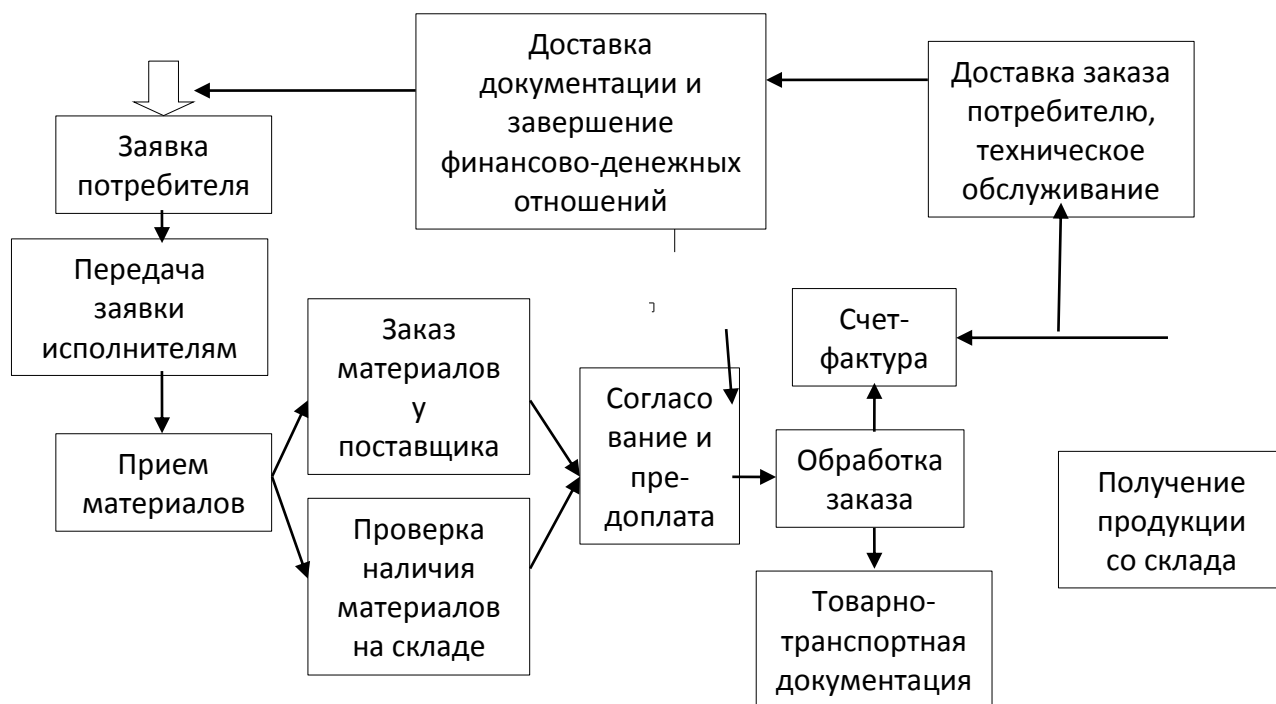 Заявка
потребителя
Передача
заявки
исполнителям
Прием
материалов
Заказ
материалов
у
поставщика
Проверка
наличия
материалов
на складе
Согласо
вание и
пре-
доплата
Обработка
заказа
Счет-
фактура
Товарно-
транспортная
документация
Получение
продукции
со склада
Доставка заказа
потребителю,
техническое
обслуживание
Доставка
документации и
завершение
финансово-денежных
отношений